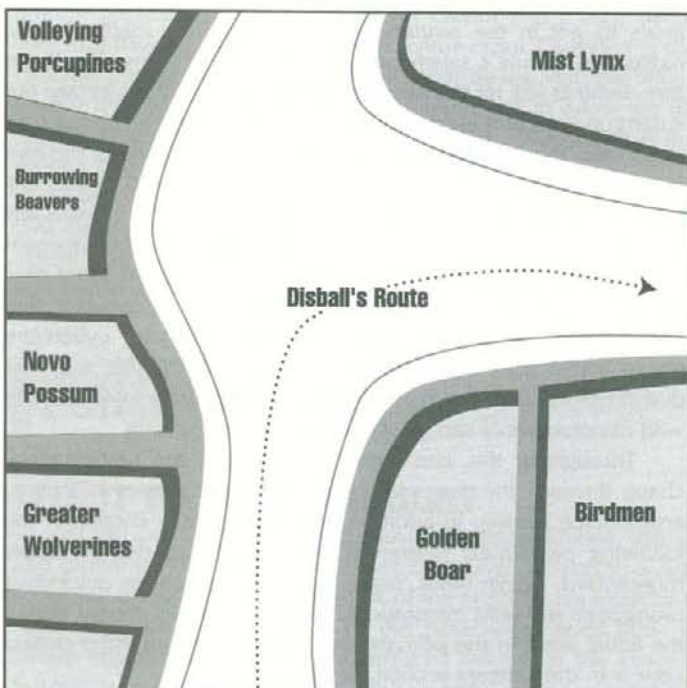 Volleying
Porcupines
Mist Lynx
Burrowing
Beavers
Disball's Route
Novo
Possum
Greater
Wolverines
Golden
Boar
Birdmen